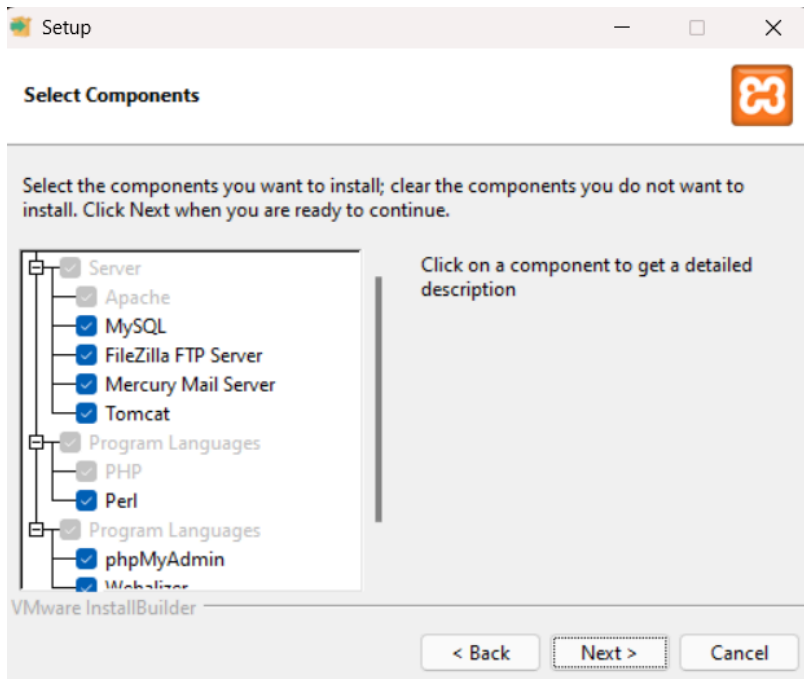 Setup
Select Components
Select the components you want to install; clear the components you do not want to
install. Click Next when you are ready to continue.
Server
Apache
MySQL
FileZilla FTP Server
Mercury Mail Server
Tomcat
Program Languages
PHP
Perl
Program Languages
phpMyAdmin
Webalizer
Click on a component to get a detailed
description
VMware InstallBuilder
< Back
Next >
Cancel